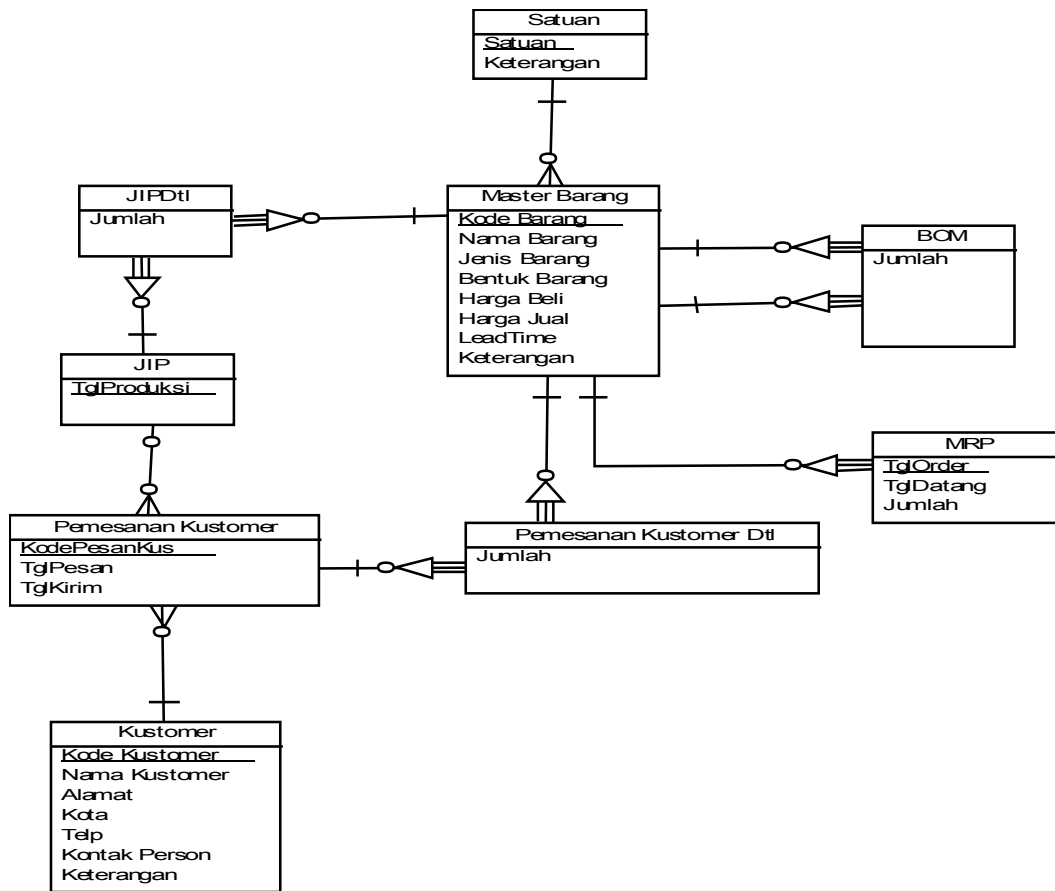 Satuan
Satuan
Keterangan
JIPDtl
Jumlah
Master Barang
Kode Barang
Nama Barang
Jenis Barang
Bentuk Barang
Harga Beli
Harga Jual
LeadTime
Keterangan
BOM
Jumlah
JIP
TglProduksi
MRP
TglOrder
TglDatang
Jumlah
Pemesanan Kustomer
KodePesanKus
TglPesan
TglKirim
Pemesanan Kustomer Dtl
Jumlah
Kustomer
Kode Kustomer
Nama Kustomer
Alamat
Kota
Telp
Kontak Person
Keterangan